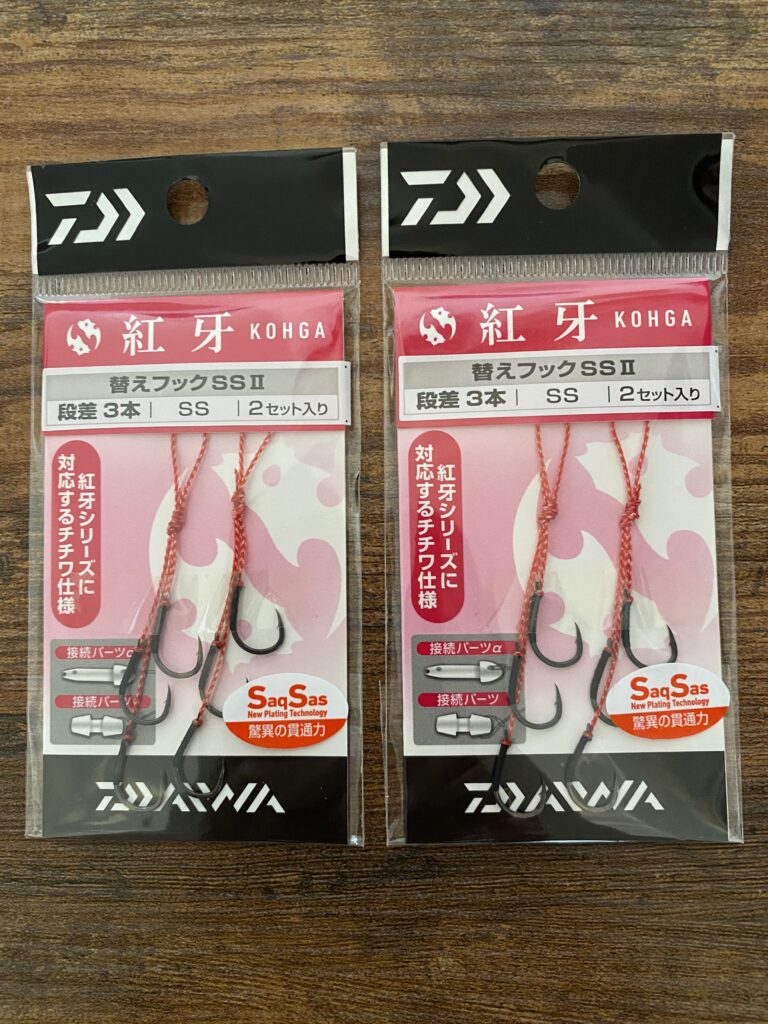 紅牙 KOHGA
替えフックSSⅡ
段差 3本 SS 2セット入り
紅牙シリーズに
対応するチチワ仕様
接続パーツα
接続パーツ
SaqSas
New Plating Technology
驚異の貫通力
DAIWA
紅牙 KOHGA
替えフックSSⅡ
段差 3本 SS 2セット入り
紅牙シリーズに
対応するチチワ仕様
接続パーツα
接続パーツ
SaqSas
New Plating Technology
驚異の貫通力
DAIWA